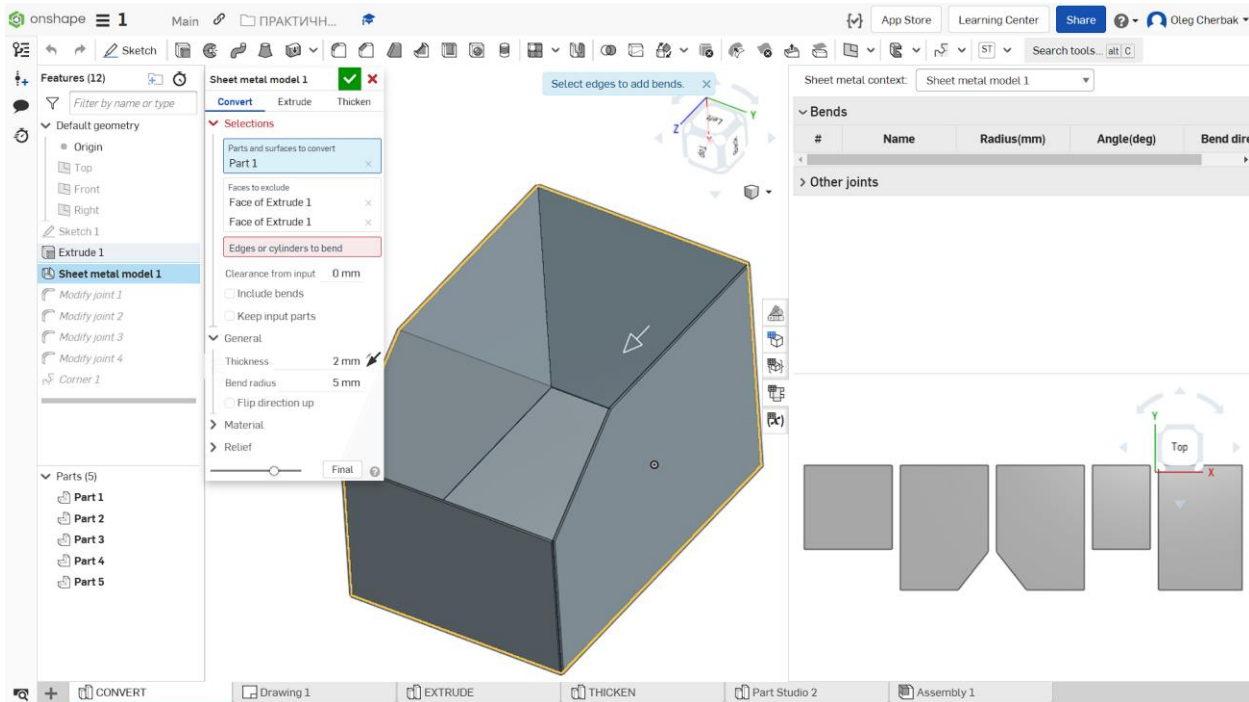 onshape 1 Main ПРАКТИЧН... App Store Learning Center Share Oleg Cherbak
Sketch ST Search tools... alt C
Features (12)
Filter by name or type
Default geometry
Origin
Top
Front
Right
Sketch 1
Extrude 1
Sheet metal model 1
Modify joint 1
Modify joint 2
Modify joint 3
Modify joint 4
Corner 1
Parts (5)
Part 1
Part 2
Part 3
Part 4
Part 5
Sheet metal model 1
Convert Extrude Thicken
Selections
Parts and surfaces to convert
Part 1
Faces to exclude
Face of Extrude 1
Face of Extrude 1
Edges or cylinders to bend
Clearance from input 0 mm
Include bends
Keep input parts
General
Thickness 2 mm
Bend radius 5 mm
Flip direction up
Material
Relief
Final
Select edges to add bends.
Z Y
Sheet metal context: Sheet metal model 1
Bends
# Name Radius(mm) Angle(deg) Bend dire
Other joints
Y
Top
X
CONVERT Drawing 1 EXTRUDE THICKEN Part Studio 2 Assembly 1